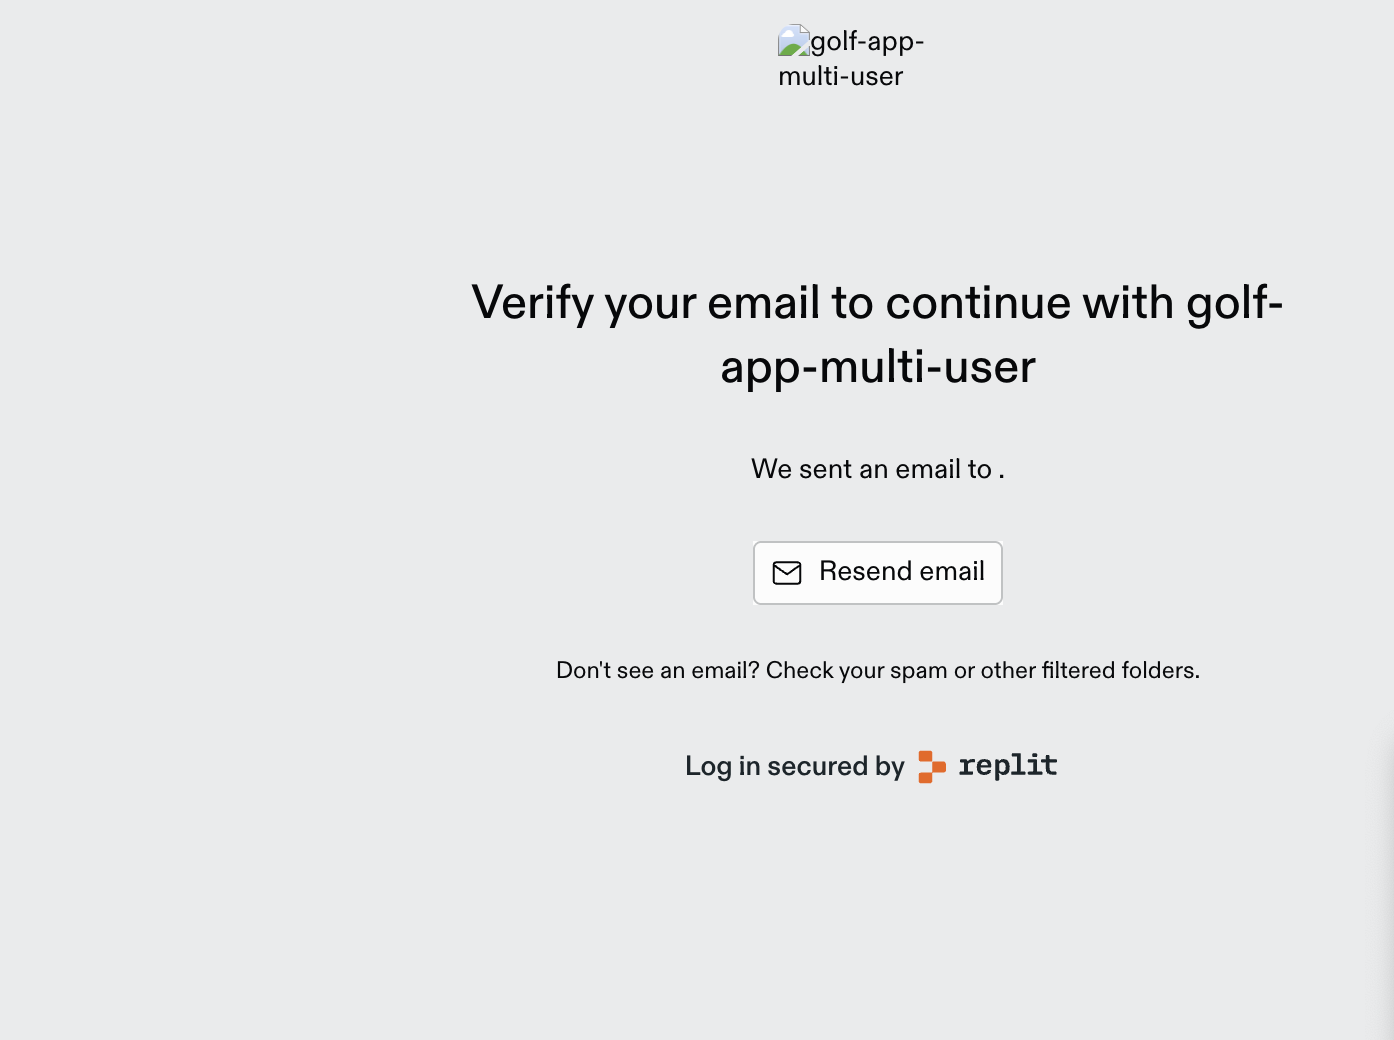 golf-app-
multi-user
Verify your email to continue with golf-
app-multi-user
We sent an email to .
Resend email
Don't see an email? Check your spam or other filtered folders.
Log in secured by replit